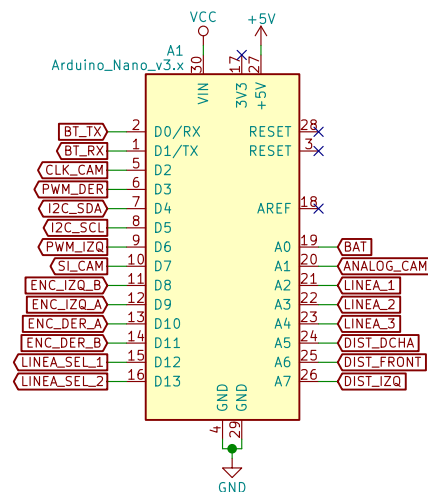 VCC
+5V
A1
Arduino_Nano_v3.x
30
17
27
VIN
3V3
+5V
BT_TX 2 D0/RX RESET 28
BT_RX 1 D1/TX RESET 3
CLK_CAM 5 D2
PWM_DER 6 D3
I2C_SDA 7 D4 AREF 18
I2C_SCL 8 D5
PWM_IZQ 9 D6 A0 19 BAT
SI_CAM 10 D7 A1 20 ANALOG_CAM
ENC_IZQ_B 11 D8 A2 21 LINEA_1
ENC_IZQ_A 12 D9 A3 22 LINEA_2
ENC_DER_A 13 D10 A4 23 LINEA_3
ENC_DER_B 14 D11 A5 24 DIST_DCHA
LINEA_SEL_1 15 D12 A6 25 DIST_FRONT
LINEA_SEL_2 16 D13 A7 26 DIST_IZQ
GND
GND
4
29
GND